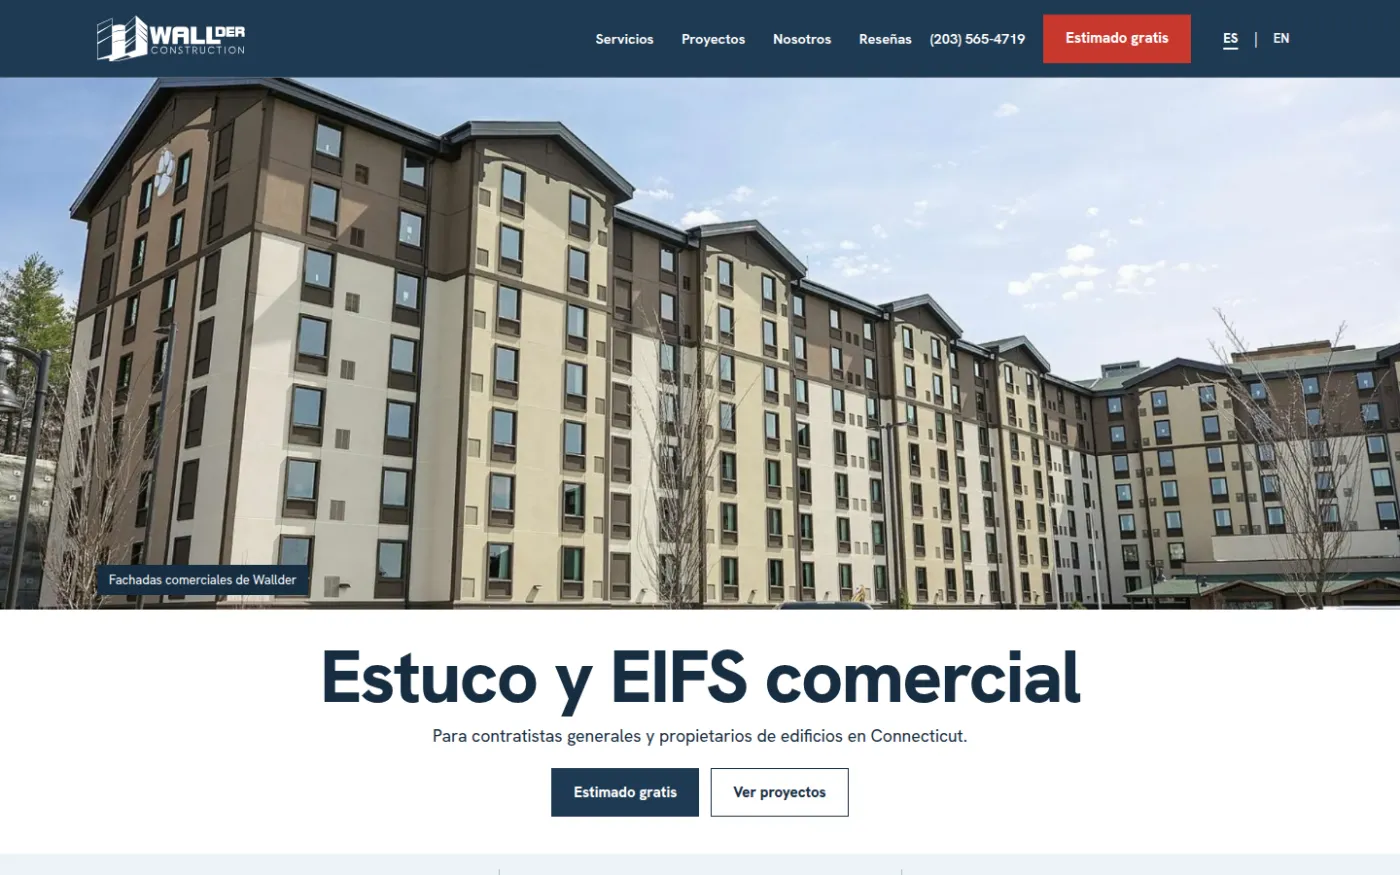 WALLDER
CONSTRUCTION
Servicios
Proyectos
Nosotros
Reseñas
(203) 565-4719
Estimado gratis
ES | EN
Fachadas comerciales de Wallder
Estuco y EIFS comercial
Para contratistas generales y propietarios de edificios en Connecticut.
Estimado gratis
Ver proyectos